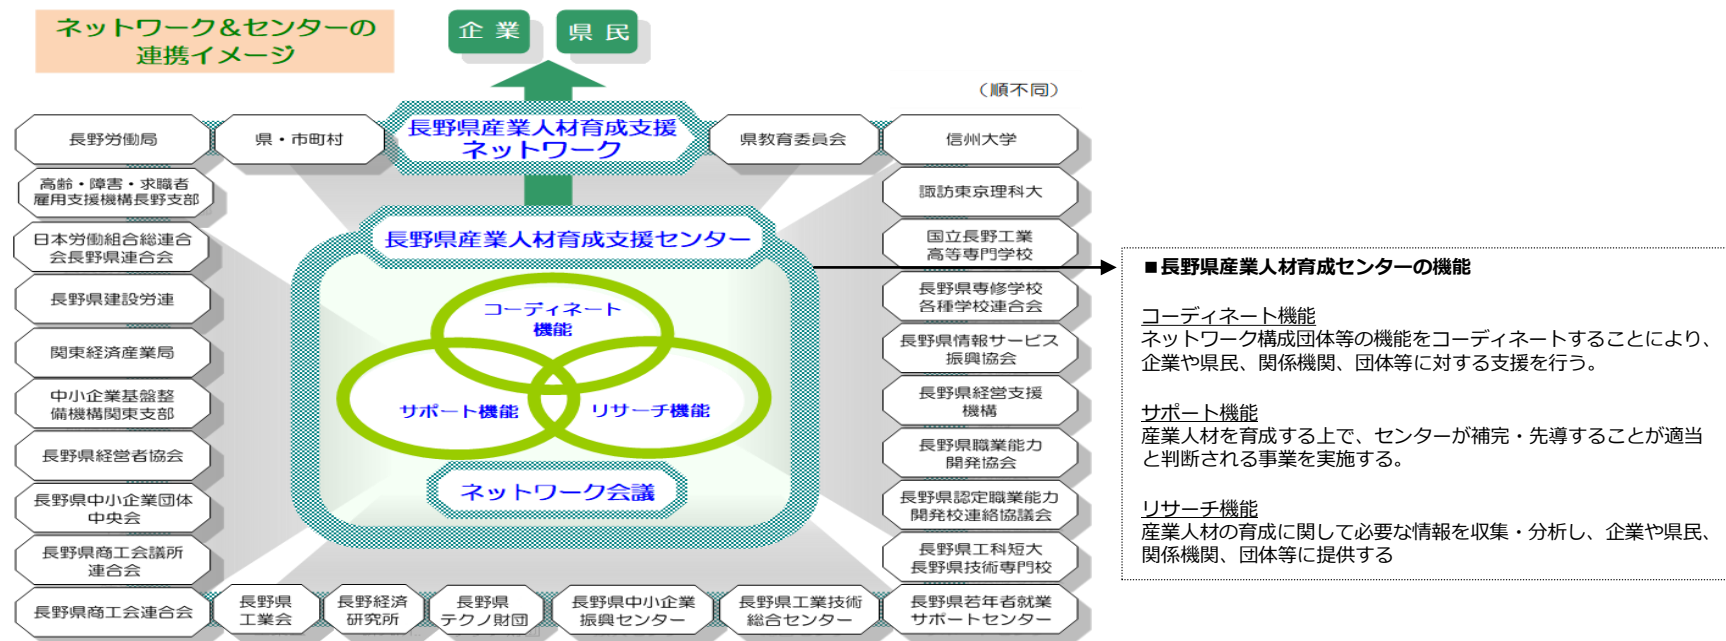 ネットワーク&センターの
連携イメージ
企業
県民
(順不同)
長野労働局
県・市町村
長野県産業人材育成支援
ネットワーク
県教育委員会
信州大学
高齢・障害・求職者
雇用支援機構長野支部
日本労働組合総連合
会長野県連合会
長野県建設労連
関東経済産業局
中小企業基盤整
備機構関東支部
長野県経営者協会
長野県中小企業団体
中央会
長野県商工会議所
連合会
長野県商工会連合会
長野県産業人材育成支援センター
コーディネート
機能
サポート機能
リサーチ機能
ネットワーク会議
諏訪東京理科大
国立長野工業
高等専門学校
長野県専修学校
各種学校連合会
長野県情報サービス
振興協会
長野県経営支援
機構
長野県職業能力
開発協会
長野県認定職業能力
開発校連絡協議会
長野県工科短大
長野県技術専門校
長野県
工業会
長野経済
研究所
長野県
テクノ財団
長野県中小企業
振興センター
長野県工業技術
総合センター
長野県若年者就業
サポートセンター
■長野県産業人材育成センターの機能
コーディネート機能
ネットワーク構成団体等の機能をコーディネートすることにより、
企業や県民、関係機関、団体等に対する支援を行う。
サポート機能
産業人材を育成する上で、センターが補完・先導することが適当
と判断される事業を実施する。
リサーチ機能
産業人材の育成に関して必要な情報を収集・分析し、企業や県民、
関係機関、団体等に提供する